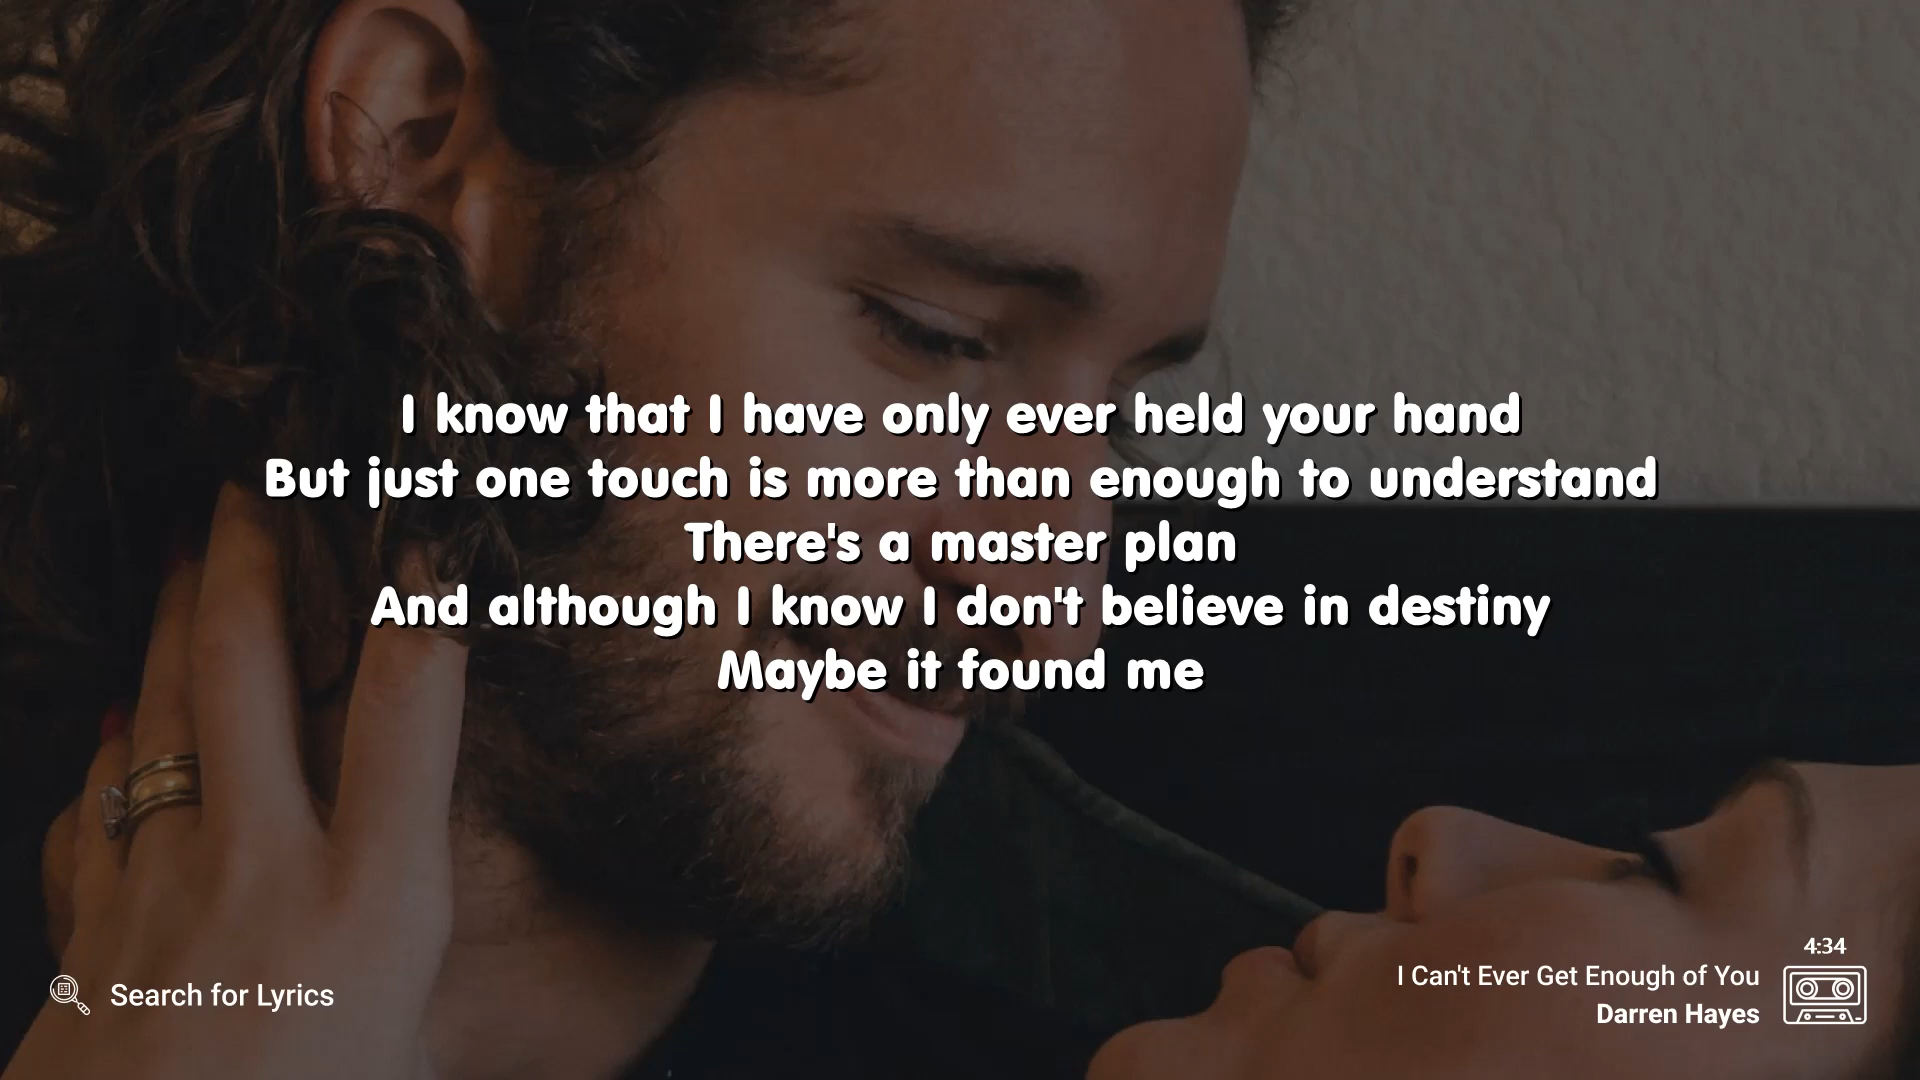 I know that I have only ever held your hand
But just one touch is more than enough to understand
There's a master plan
And although I know I don't believe in destiny
Maybe it found me
4:34
Search for Lyrics
I Can't Ever Get Enough of You
Darren Hayes